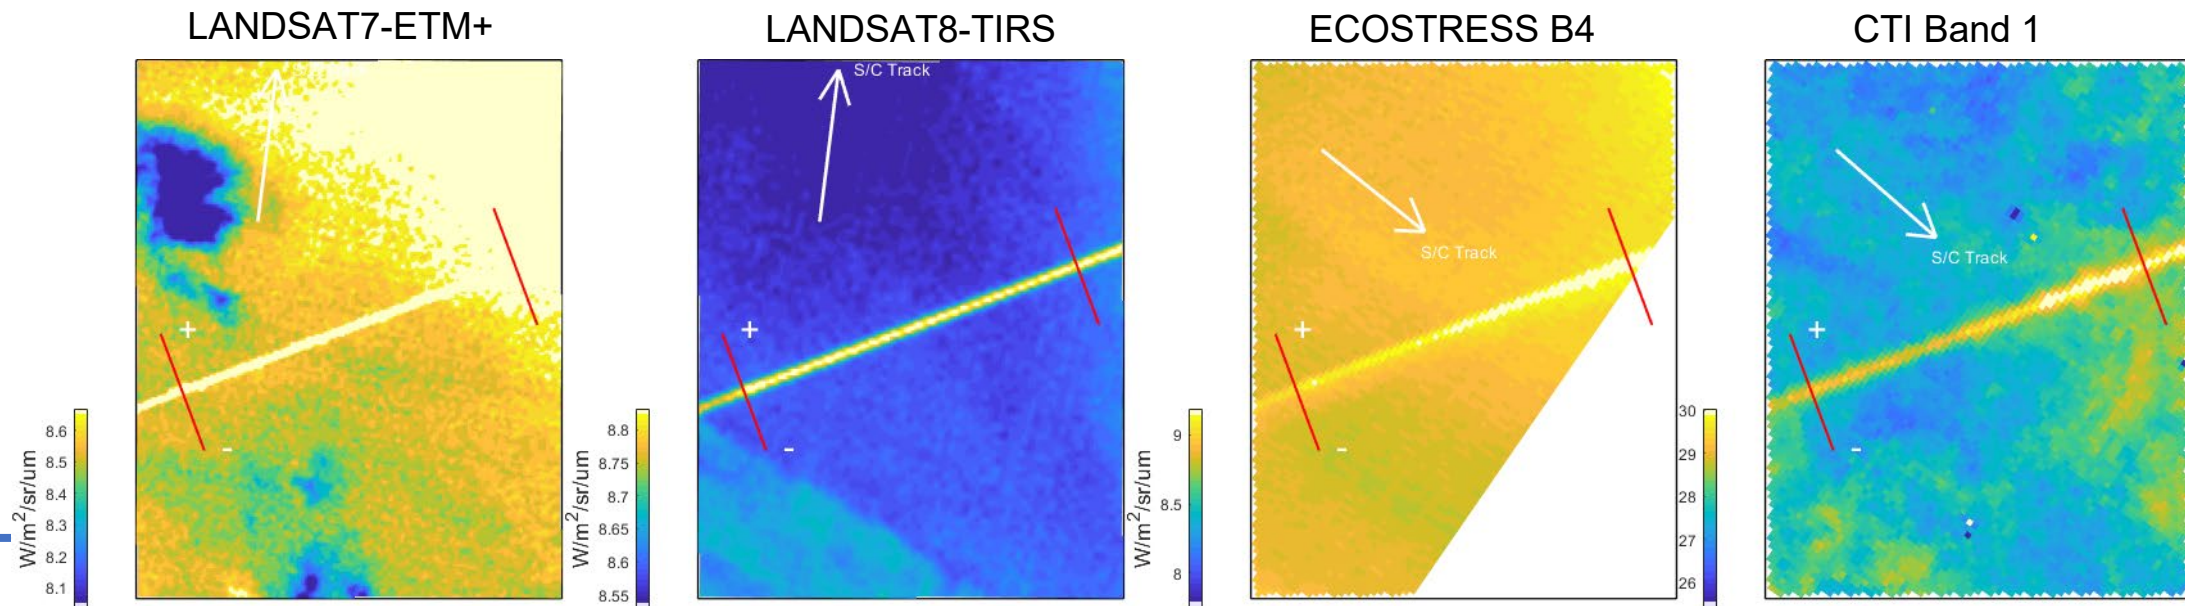 LANDSAT7-ETM+
LANDSAT8-TIRS
ECOSTRESS B4
CTI Band 1
S/C Track
S/C Track
S/C Track
+
-
+
-
+
-
+
-
W/m²/sr/um
8.6
8.5
8.4
8.3
8.2
8.1
W/m²/sr/um
8.8
8.75
8.7
8.65
8.6
8.55
W/m²/sr/um
9
8.5
8
30
29
28
27
26